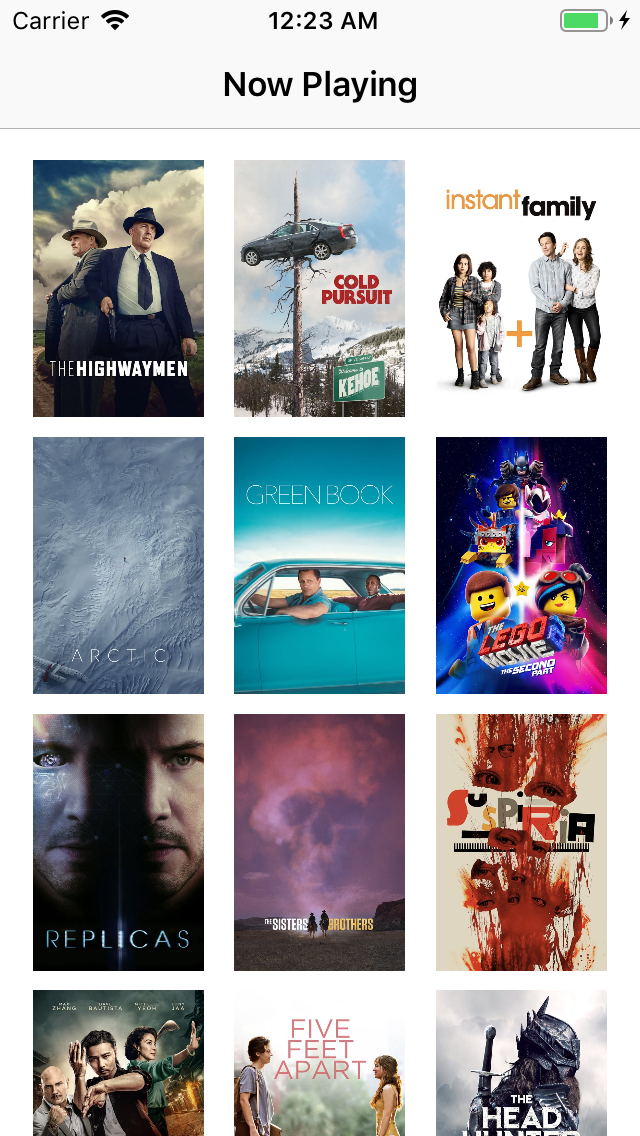 Carrier 12:23 AM
Now Playing
THE HIGHWAYMEN
COLD
PURSUIT
Welcome to
KEHOE
instant family
ARCTIC
GREEN BOOK
THE
LEGO
MOVIE
THE SECOND
PART
REPLICAS
THE SISTERS BROTHERS
SUSPiRiA
ZHANG BAUTISTA YEOH JAA
FIVE
FEET
APART
THE
HEAD
HUNTER